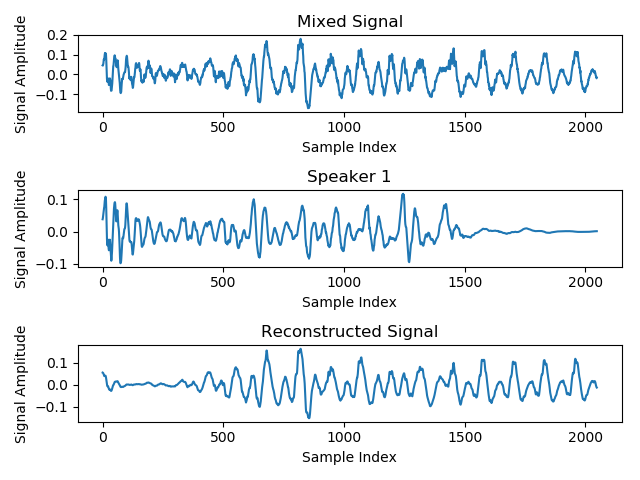 Mixed Signal
Signal Amplitude
0.2
0.1
0.0
−0.1
0 500 1000 1500 2000
Sample Index
Speaker 1
Signal Amplitude
0.1
0.0
−0.1
0 500 1000 1500 2000
Sample Index
Reconstructed Signal
Signal Amplitude
0.1
0.0
−0.1
0 500 1000 1500 2000
Sample Index